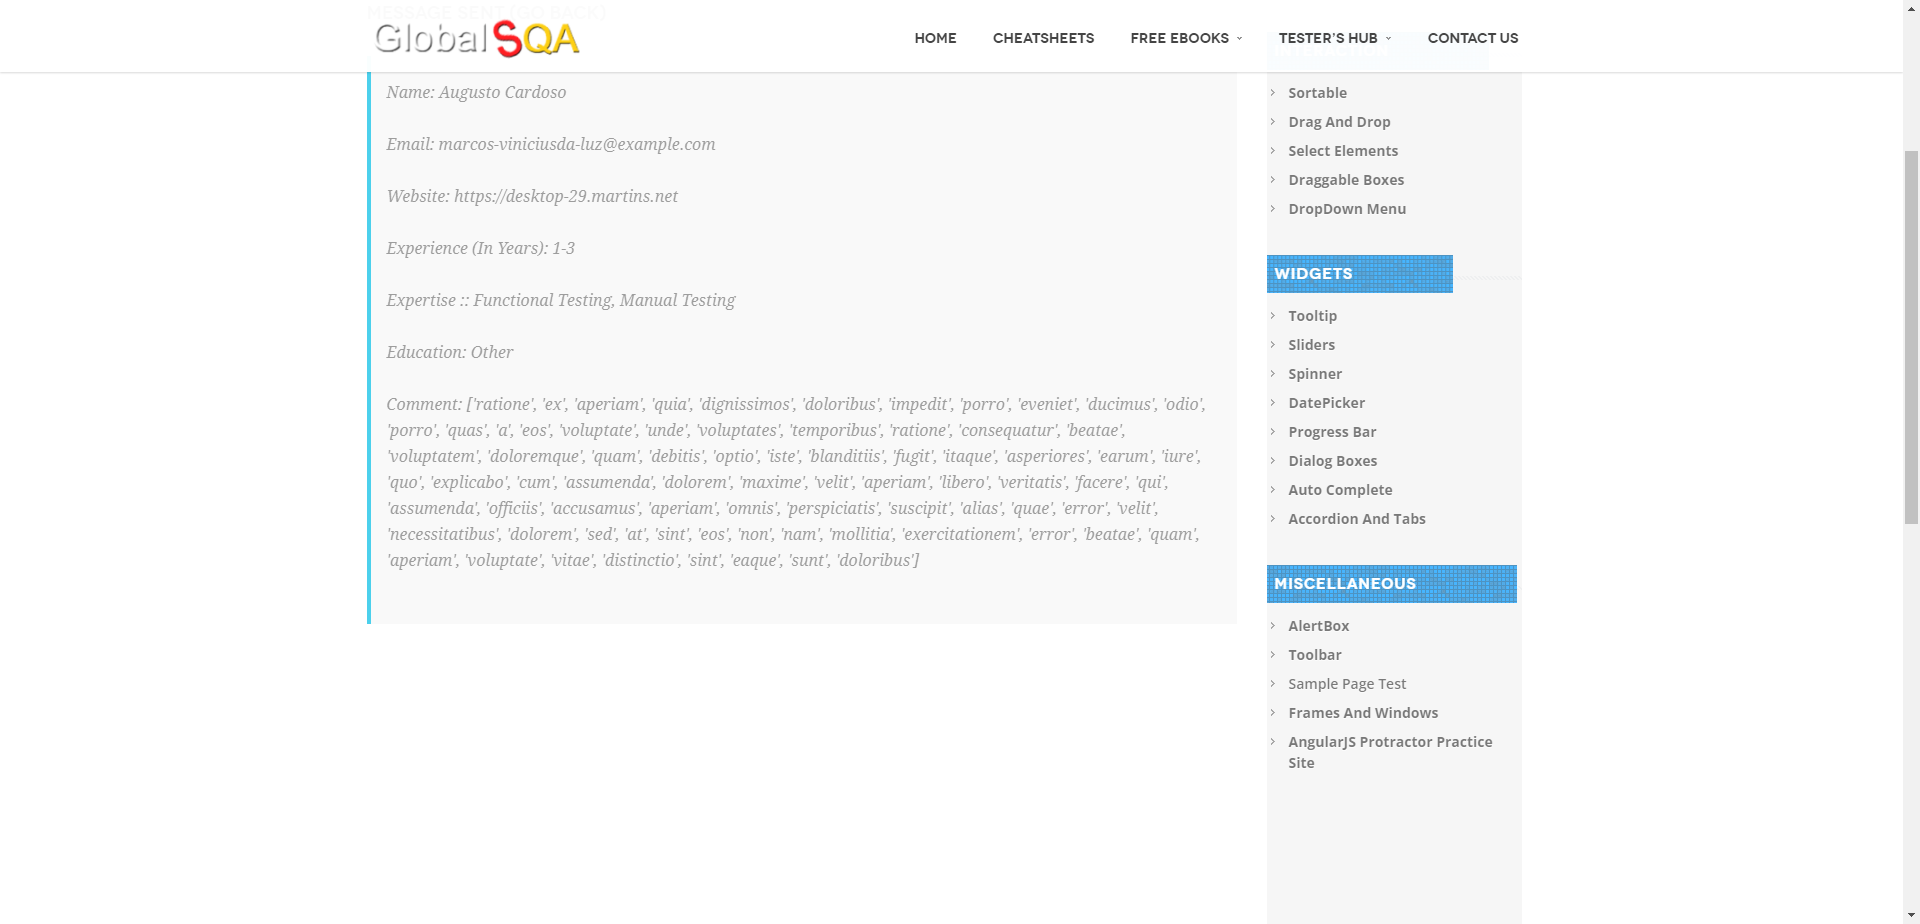 MESSAGE SENT (GO BACK)
GlobalSQA
HOME
CHEATSHEETS
FREE EBOOKS
TESTER'S HUB
CONTACT US
Name: Augusto Cardoso
Email: marcos-viniciusda-luz@example.com
Website: https://desktop-29.martins.net
Experience (In Years): 1-3
Expertise :: Functional Testing, Manual Testing
Education: Other
Comment: ['ratione', 'ex', 'aperiam', 'quia', 'dignissimos', 'doloribus', 'impedit', 'porro', 'eveniet', 'ducimus', 'odio',
'porro', 'quas', 'a', 'eos', 'voluptate', 'unde', 'voluptates', 'temporibus', 'ratione', 'consequatur', 'beatae',
'voluptatem', 'doloremque', 'quam', 'debitis', 'optio', 'iste', 'blanditiis', 'fugit', 'itaque', 'asperiores', 'earum', 'iure',
'quo', 'explicabo', 'cum', 'assumenda', 'dolorem', 'maxime', 'velit', 'aperiam', 'libero', 'veritatis', 'facere', 'qui',
'assumenda', 'officiis', 'accusamus', 'aperiam', 'omnis', 'perspiciatis', 'suscipit', 'alias', 'quae', 'error', 'velit',
'necessitatibus', 'dolorem', 'sed', 'at', 'sint', 'eos', 'non', 'nam', 'mollitia', 'exercitationem', 'error', 'beatae', 'quam',
'aperiam', 'voluptate', 'vitae', 'distinctio', 'sint', 'eaque', 'sunt', 'doloribus']
Sortable
Drag And Drop
Select Elements
Draggable Boxes
DropDown Menu
WIDGETS
Tooltip
Sliders
Spinner
DatePicker
Progress Bar
Dialog Boxes
Auto Complete
Accordion And Tabs
MISCELLANEOUS
AlertBox
Toolbar
Sample Page Test
Frames And Windows
AngularJS Protractor Practice
Site